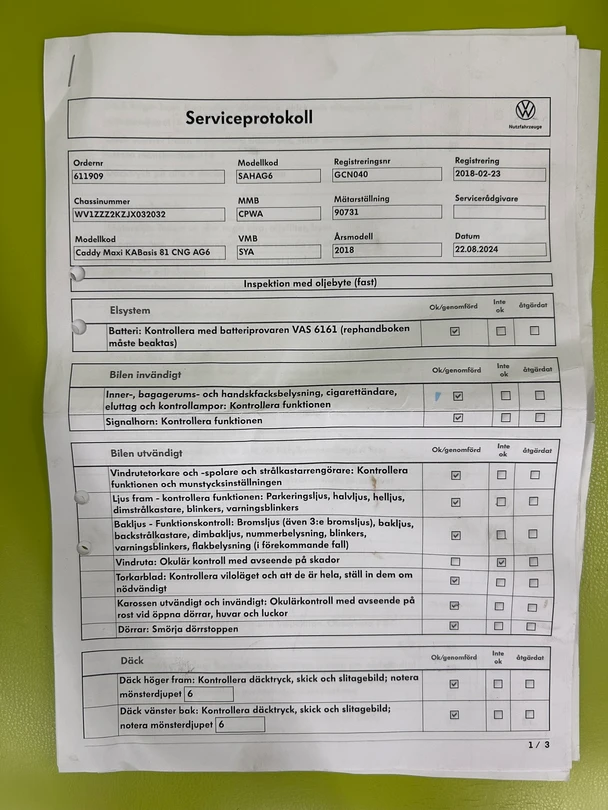 Serviceprotokoll
Nutzfahrzeuge
Ordernr Modellkod Registreringsnr Registrering
611909 SAHAG6 GCN040 2018-02-23
Chassinummer MMB Mätarställning Servicerådgivare
WV1ZZZ2KZJX032032 CPWA 90731
Modellkod VMB Årsmodell Datum
Caddy Maxi KABasis 81 CNG AG6 SYA 2018 22.08.2024
Inspektion med oljebyte (fast)
Elsystem Ok/genomförd Inte ok åtgärdat
Batteri: Kontrollera med batteriprovaren VAS 6161 (rephandboken
måste beaktas)
Bilen invändigt Ok/genomförd Inte ok åtgärdat
Inner-, bagagerums- och handskfacksbelysning, cigarettändare,
eluttag och kontrollampor: Kontrollera funktionen
Signalhorn: Kontrollera funktionen
Bilen utvändigt Ok/genomförd Inte ok åtgärdat
Vindrutetorkare och -spolare och strålkastarrengörare: Kontrollera
funktionen och munstycksinställningen
Ljus fram - kontrollera funktionen: Parkeringsljus, halvljus, helljus,
dimstrålkastare, blinkers, varningsblinkers
Bakljus - Funktionskontroll: Bromsljus (även 3:e bromsljus), bakljus,
backstrålkastare, dimbakljus, nummerbelysning, blinkers,
varningsblinkers, flakbelysning (i förekommande fall)
Vindruta: Okulär kontroll med avseende på skador
Torkarblad: Kontrollera viloläget och att de är hela, ställ in dem om
nödvändigt
Karossen utvändigt och invändigt: Okulärkontroll med avseende på
rost vid öppna dörrar, huvar och luckor
Dörrar: Smörja dörrstoppen
Däck Ok/genomförd Inte ok åtgärdat
Däck höger fram: Kontrollera däcktryck, skick och slitagebild; notera
mönsterdjupet 6
Däck vänster bak: Kontrollera däcktryck, skick och slitagebild;
notera mönsterdjupet 6
1 / 3